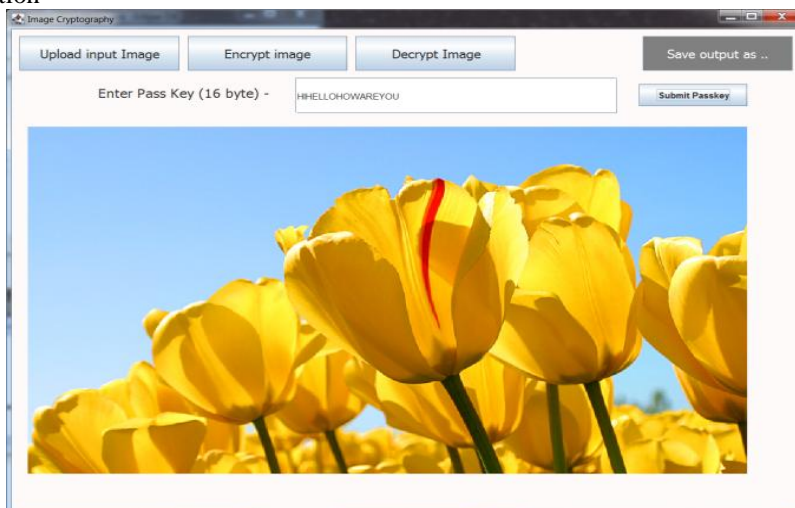 Image Cryptography
Upload input Image Encrypt image Decrypt Image Save output as ..
Enter Pass Key (16 byte) - HIHELLOHOWAREYOU Submit Passkey